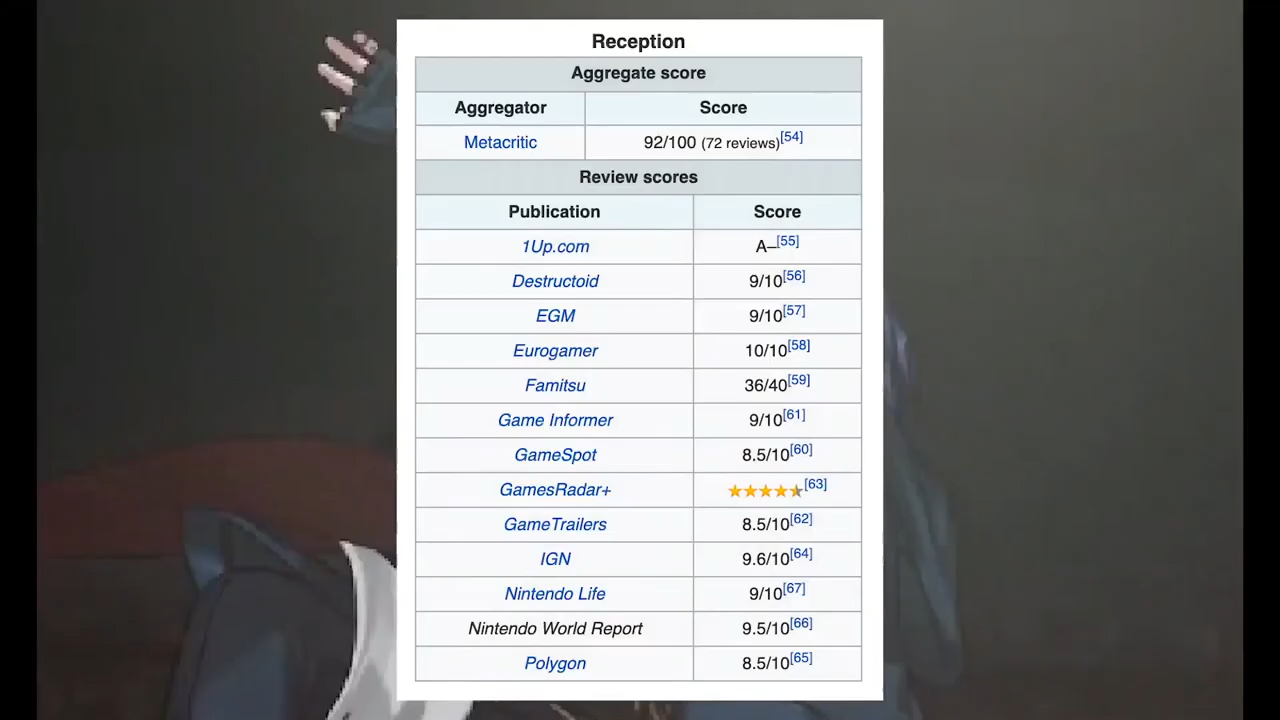 Reception
Aggregate score
Aggregator Score
Metacritic 92/100 (72 reviews)[54]
Review scores
Publication Score
1Up.com A–[55]
Destructoid 9/10[56]
EGM 9/10[57]
Eurogamer 10/10[58]
Famitsu 36/40[59]
Game Informer 9/10[61]
GameSpot 8.5/10[60]
GamesRadar+ [63]
GameTrailers 8.5/10[62]
IGN 9.6/10[64]
Nintendo Life 9/10[67]
Nintendo World Report 9.5/10[66]
Polygon 8.5/10[65]